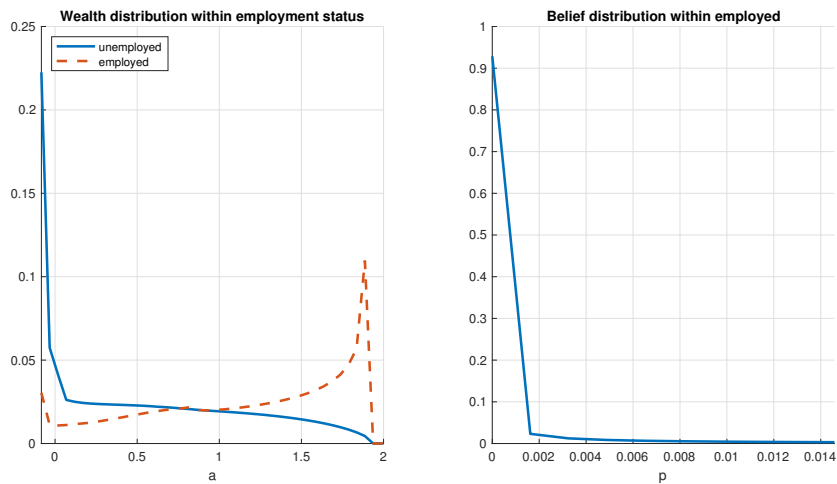 Wealth distribution within employment status
0.25
0.2
0.15
0.1
0.05
0
unemployed
employed
0 0.5 1 1.5 2
a
Belief distribution within employed
1
0.9
0.8
0.7
0.6
0.5
0.4
0.3
0.2
0.1
0
0 0.002 0.004 0.006 0.008 0.01 0.012 0.014
p